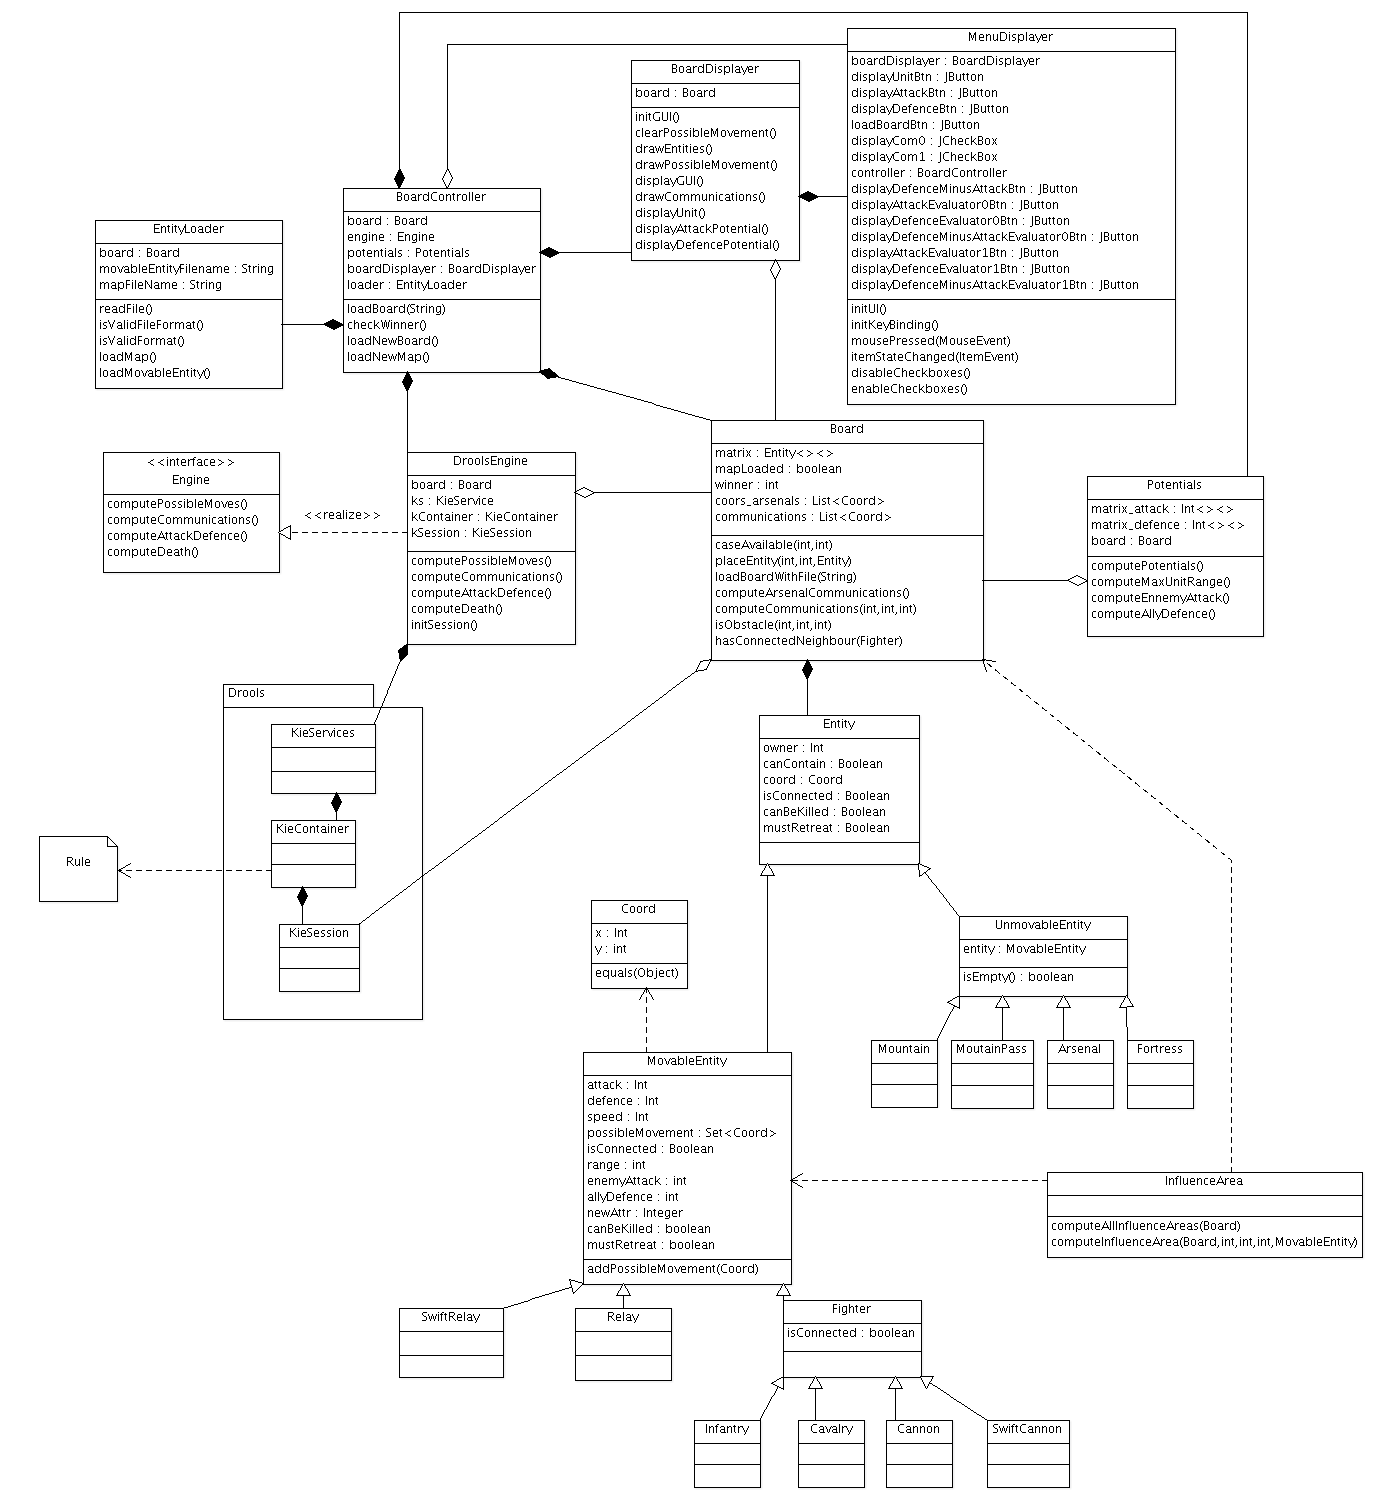 MenuDisplayer
boardDisplayer : BoardDisplayer
displayUnitBtn : JButton
displayAttackBtn : JButton
displayDefenceBtn : JButton
loadBoardBtn : JButton
displayCom0 : JCheckBox
displayCom1 : JCheckBox
controller : BoardController
displayDefenceMinusAttackBtn : JButton
displayAttackEvaluator0Btn : JButton
displayDefenceEvaluator0Btn : JButton
displayDefenceMinusAttackEvaluator0Btn : JButton
displayAttackEvaluator1Btn : JButton
displayDefenceEvaluator1Btn : JButton
displayDefenceMinusAttackEvaluator1Btn : JButton
initUI()
initKeyBinding()
mousePressed(MouseEvent)
itemStateChanged(ItemEvent)
disableCheckboxes()
enableCheckboxes()
BoardDisplayer
board : Board
initGUI()
clearPossibleMovement()
drawEntities()
drawPossibleMovement()
displayGUI()
drawCommunications()
displayUnit()
displayAttackPotential()
displayDefencePotential()
BoardController
board : Board
engine : Engine
potentials : Potentials
boardDisplayer : BoardDisplayer
loader : EntityLoader
loadBoard(String)
checkWinner()
loadNewBoard()
loadNewMap()
EntityLoader
board : Board
movableEntityFilename : String
mapFileName : String
readFile()
isValidFileFormat()
isValidFormat()
loadMap()
loadMovableEntity()
<<interface>>
Engine
computePossibleMoves()
computeCommunications()
computeAttackDefence()
computeDeath()
<<realize>>
DroolsEngine
board : Board
ks : KieService
kContainer : KieContainer
kSession : KieSession
computePossibleMoves()
computeCommunications()
computeAttackDefence()
computeDeath()
initSession()
Board
matrix : Entity<><>
mapLoaded : boolean
winner : int
coors_arsenals : List<Coord>
communications : List<Coord>
caseAvailable(int,int)
placeEntity(int,int,Entity)
loadBoardWithFile(String)
computeArsenalCommunications()
computeCommunications(int,int,int)
isObstacle(int,int,int)
hasConnectedNeighbour(Fighter)
Potentials
matrix_attack : Int<><>
matrix_defence : Int<><>
board : Board
computePotentials()
computeMaxUnitRange()
computeEnnemyAttack()
computeAllyDefence()
Drools
KieServices
KieContainer
KieSession
Rule
Entity
owner : Int
canContain : Boolean
coord : Coord
isConnected : Boolean
canBeKilled : Boolean
mustRetreat : Boolean
Coord
x : Int
y : int
equals(Object)
UnmovableEntity
entity : MovableEntity
isEmpty() : boolean
Mountain
MoutainPass
Arsenal
Fortress
MovableEntity
attack : Int
defence : Int
speed : Int
possibleMovement : Set<Coord>
isConnected : Boolean
range : int
enemyAttack : int
allyDefence : int
newAttr : Integer
canBeKilled : boolean
mustRetreat : boolean
addPossibleMovement(Coord)
InfluenceArea
computeAllInfluenceAreas(Board)
computeInfluenceArea(Board,int,int,int,MovableEntity)
SwiftRelay
Relay
Fighter
isConnected : boolean
Infantry
Cavalry
Cannon
SwiftCannon